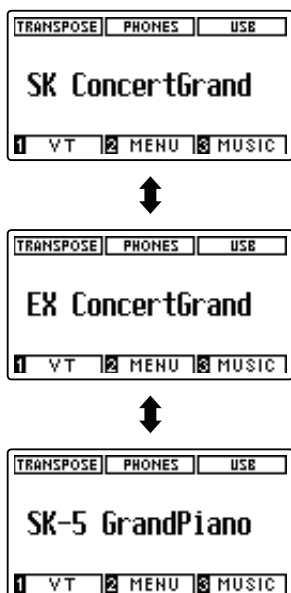 TRANSPOSE PHONES USB
SK ConcertGrand
1 VT 2 MENU 3 MUSIC
TRANSPOSE PHONES USB
EX ConcertGrand
1 VT 2 MENU 3 MUSIC
TRANSPOSE PHONES USB
SK-5 GrandPiano
1 VT 2 MENU 3 MUSIC